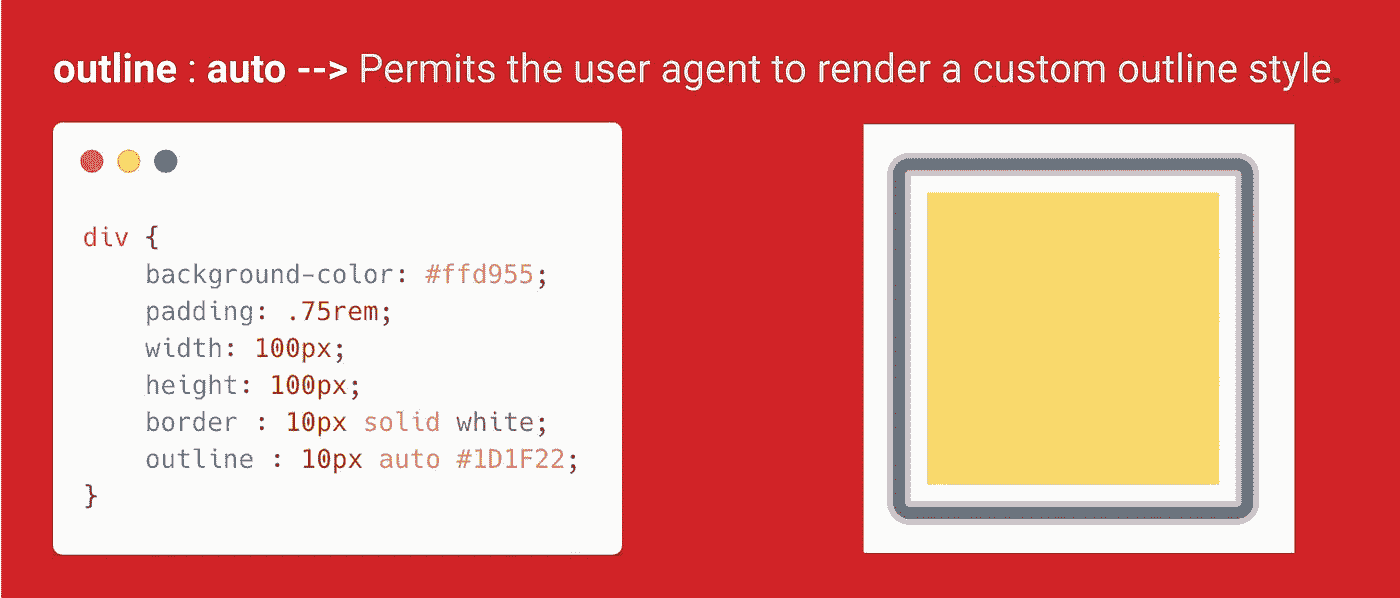 outline : auto --> Permits the user agent to render a custom outline style.
div {
    background-color: #ffd955;
    padding: .75rem;
    width: 100px;
    height: 100px;
    border : 10px solid white;
    outline : 10px auto #1D1F22;
}